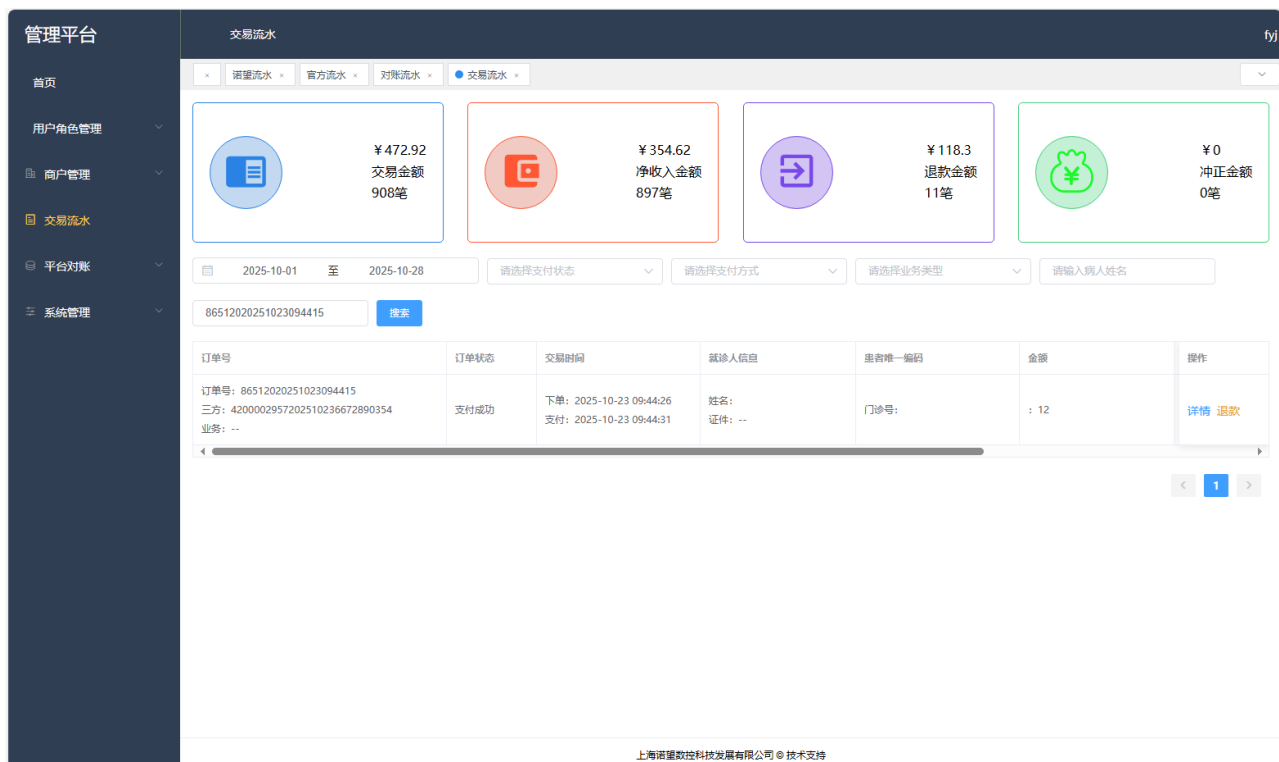 管理平台
交易流水
fyj
首页
用户角色管理
商户管理
交易流水
平台对账
系统管理
× 诺望流水 × 官方流水 × 对账流水 × 交易流水 ×
¥472.92
交易金额
908笔
¥354.62
净收入金额
897笔
¥118.3
退款金额
11笔
¥0
冲正金额
0笔
2025-10-01 至 2025-10-28 请选择支付状态 请选择支付方式 请选择业务类型 请输入病人姓名
86512020251023094415 搜索
订单号 订单状态 交易时间 就诊人信息 患者唯一编码 金额 操作
订单号：86512020251023094415
三方：4200002957202510236672890354
业务：--
支付成功
下单：2025-10-23 09:44:26
支付：2025-10-23 09:44:31
姓名：
证件：--
门诊号：
：12
详情 退款
1
上海诺望数控科技发展有限公司 © 技术支持